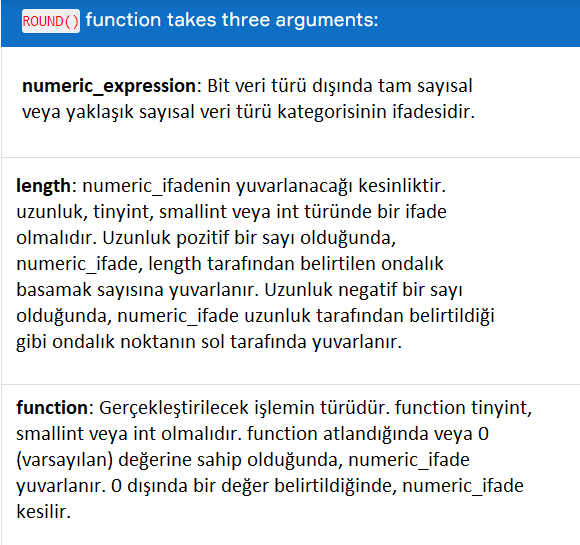 ROUND() function takes three arguments:
numeric_expression: Bit veri türü dışında tam sayısal
veya yaklaşık sayısal veri türü kategorisinin ifadesidir.
length: numeric_ifadenin yuvarlanacağı kesinliktir.
uzunluk, tinyint, smallint veya int türünde bir ifade
olmalıdır. Uzunluk pozitif bir sayı olduğunda,
numeric_ifade, length tarafından belirtilen ondalık
basamak sayısına yuvarlanır. Uzunluk negatif bir sayı
olduğunda, numeric_ifade uzunluk tarafından belirtildiği
gibi ondalık noktanın sol tarafında yuvarlanır.
function: Gerçekleştirilecek işlemin türüdür. function tinyint,
smallint veya int olmalıdır. function atlandığında veya 0
(varsayılan) değerine sahip olduğunda, numeric_ifade
yuvarlanır. 0 dışında bir değer belirtildiğinde, numeric_ifade
kesilir.